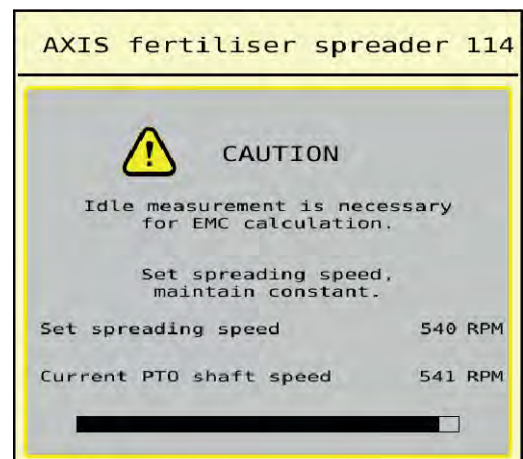 AXIS fertiliser spreader 114
CAUTION
Idle measurement is necessary
for EMC calculation.
Set spreading speed,
maintain constant.
Set spreading speed 540 RPM
Current PTO shaft speed 541 RPM